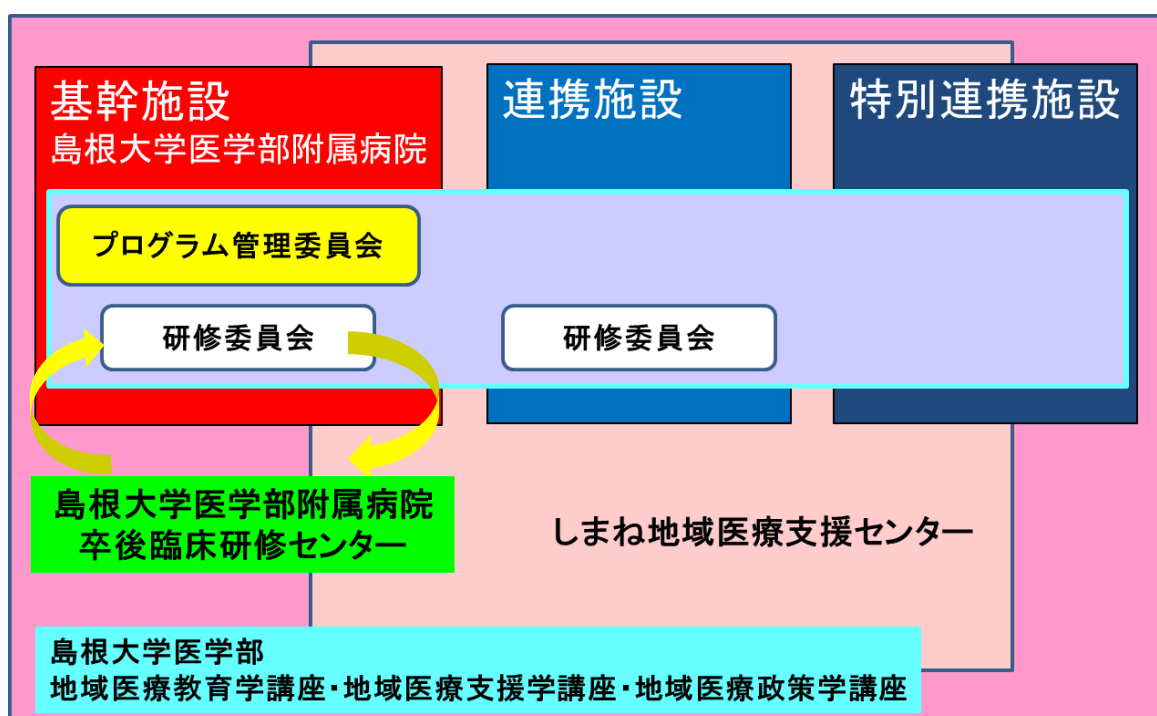 基幹施設
島根大学医学部附属病院
連携施設
特別連携施設
プログラム管理委員会
研修委員会
研修委員会
島根大学医学部附属病院
卒後臨床研修センター
しまね地域医療支援センター
島根大学医学部
地域医療教育学講座・地域医療支援学講座・地域医療政策学講座